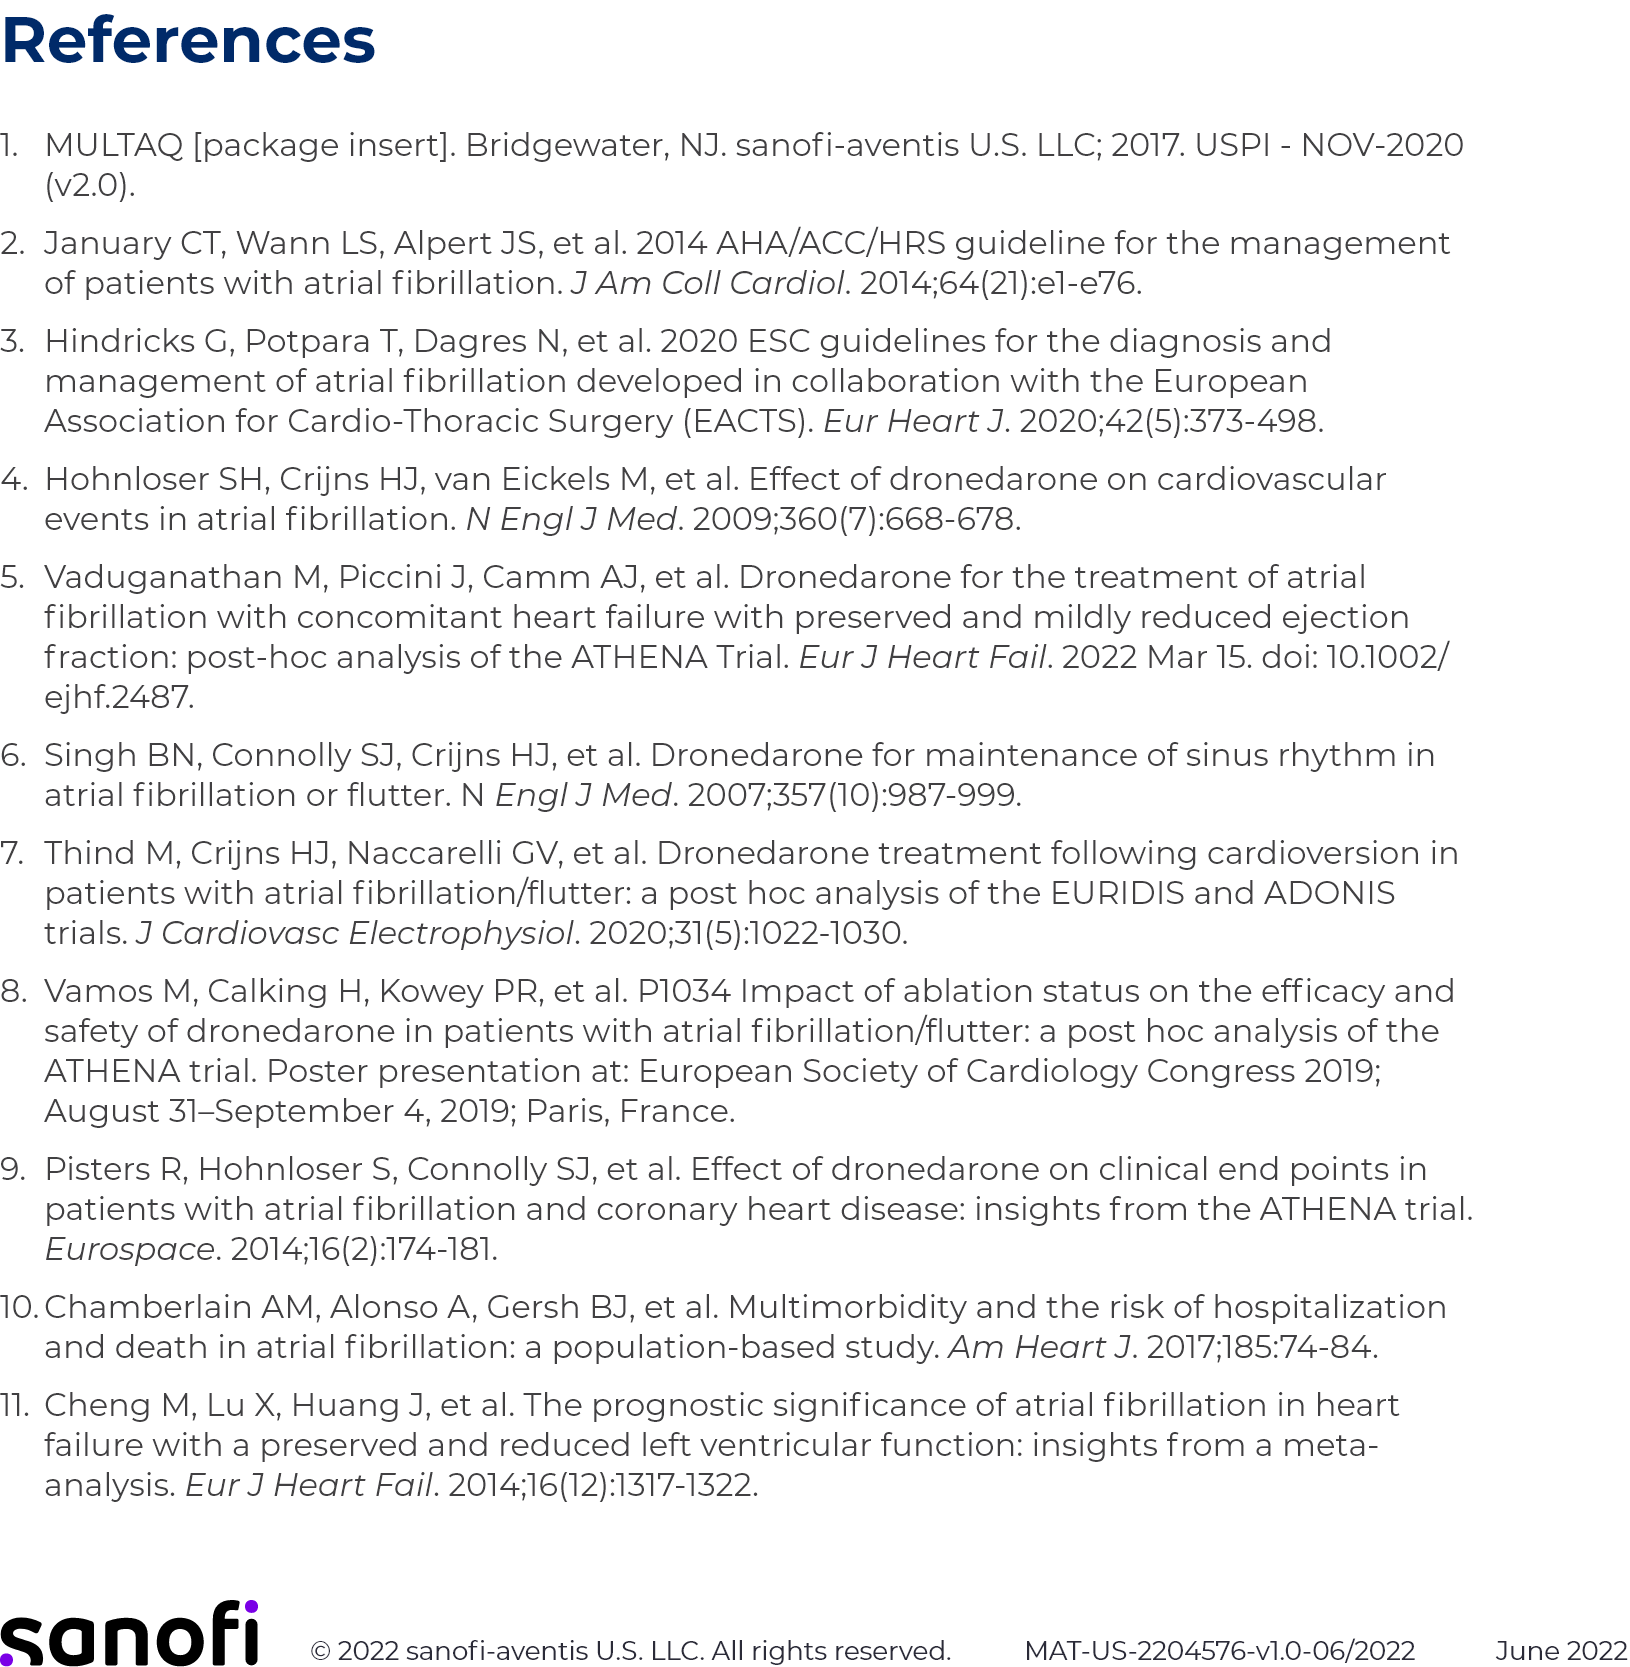 References
1. MULTAQ [package insert]. Bridgewater, NJ. sanofi-aventis U.S. LLC; 2017. USPI - NOV-2020
(v2.0).
2. January CT, Wann LS, Alpert JS, et al. 2014 AHA/ACC/HRS guideline for the management
of patients with atrial fibrillation. J Am Coll Cardiol. 2014;64(21):e1-e76.
3. Hindricks G, Potpara T, Dagres N, et al. 2020 ESC guidelines for the diagnosis and
management of atrial fibrillation developed in collaboration with the European
Association for Cardio-Thoracic Surgery (EACTS). Eur Heart J. 2020;42(5):373-498.
4. Hohnloser SH, Crijns HJ, van Eickels M, et al. Effect of dronedarone on cardiovascular
events in atrial fibrillation. N Engl J Med. 2009;360(7):668-678.
5. Vaduganathan M, Piccini J, Camm AJ, et al. Dronedarone for the treatment of atrial
fibrillation with concomitant heart failure with preserved and mildly reduced ejection
fraction: post-hoc analysis of the ATHENA Trial. Eur J Heart Fail. 2022 Mar 15. doi: 10.1002/
ejhf.2487.
6. Singh BN, Connolly SJ, Crijns HJ, et al. Dronedarone for maintenance of sinus rhythm in
atrial fibrillation or flutter. N Engl J Med. 2007;357(10):987-999.
7. Thind M, Crijns HJ, Naccarelli GV, et al. Dronedarone treatment following cardioversion in
patients with atrial fibrillation/flutter: a post hoc analysis of the EURIDIS and ADONIS
trials. J Cardiovasc Electrophysiol. 2020;31(5):1022-1030.
8. Vamos M, Calking H, Kowey PR, et al. P1034 Impact of ablation status on the efficacy and
safety of dronedarone in patients with atrial fibrillation/flutter: a post hoc analysis of the
ATHENA trial. Poster presentation at: European Society of Cardiology Congress 2019;
August 31–September 4, 2019; Paris, France.
9. Pisters R, Hohnloser S, Connolly SJ, et al. Effect of dronedarone on clinical end points in
patients with atrial fibrillation and coronary heart disease: insights from the ATHENA trial.
Eurospace. 2014;16(2):174-181.
10. Chamberlain AM, Alonso A, Gersh BJ, et al. Multimorbidity and the risk of hospitalization
and death in atrial fibrillation: a population-based study. Am Heart J. 2017;185:74-84.
11. Cheng M, Lu X, Huang J, et al. The prognostic significance of atrial fibrillation in heart
failure with a preserved and reduced left ventricular function: insights from a meta-
analysis. Eur J Heart Fail. 2014;16(12):1317-1322.
sanofi © 2022 sanofi-aventis U.S. LLC. All rights reserved. MAT-US-2204576-v1.0-06/2022 June 2022